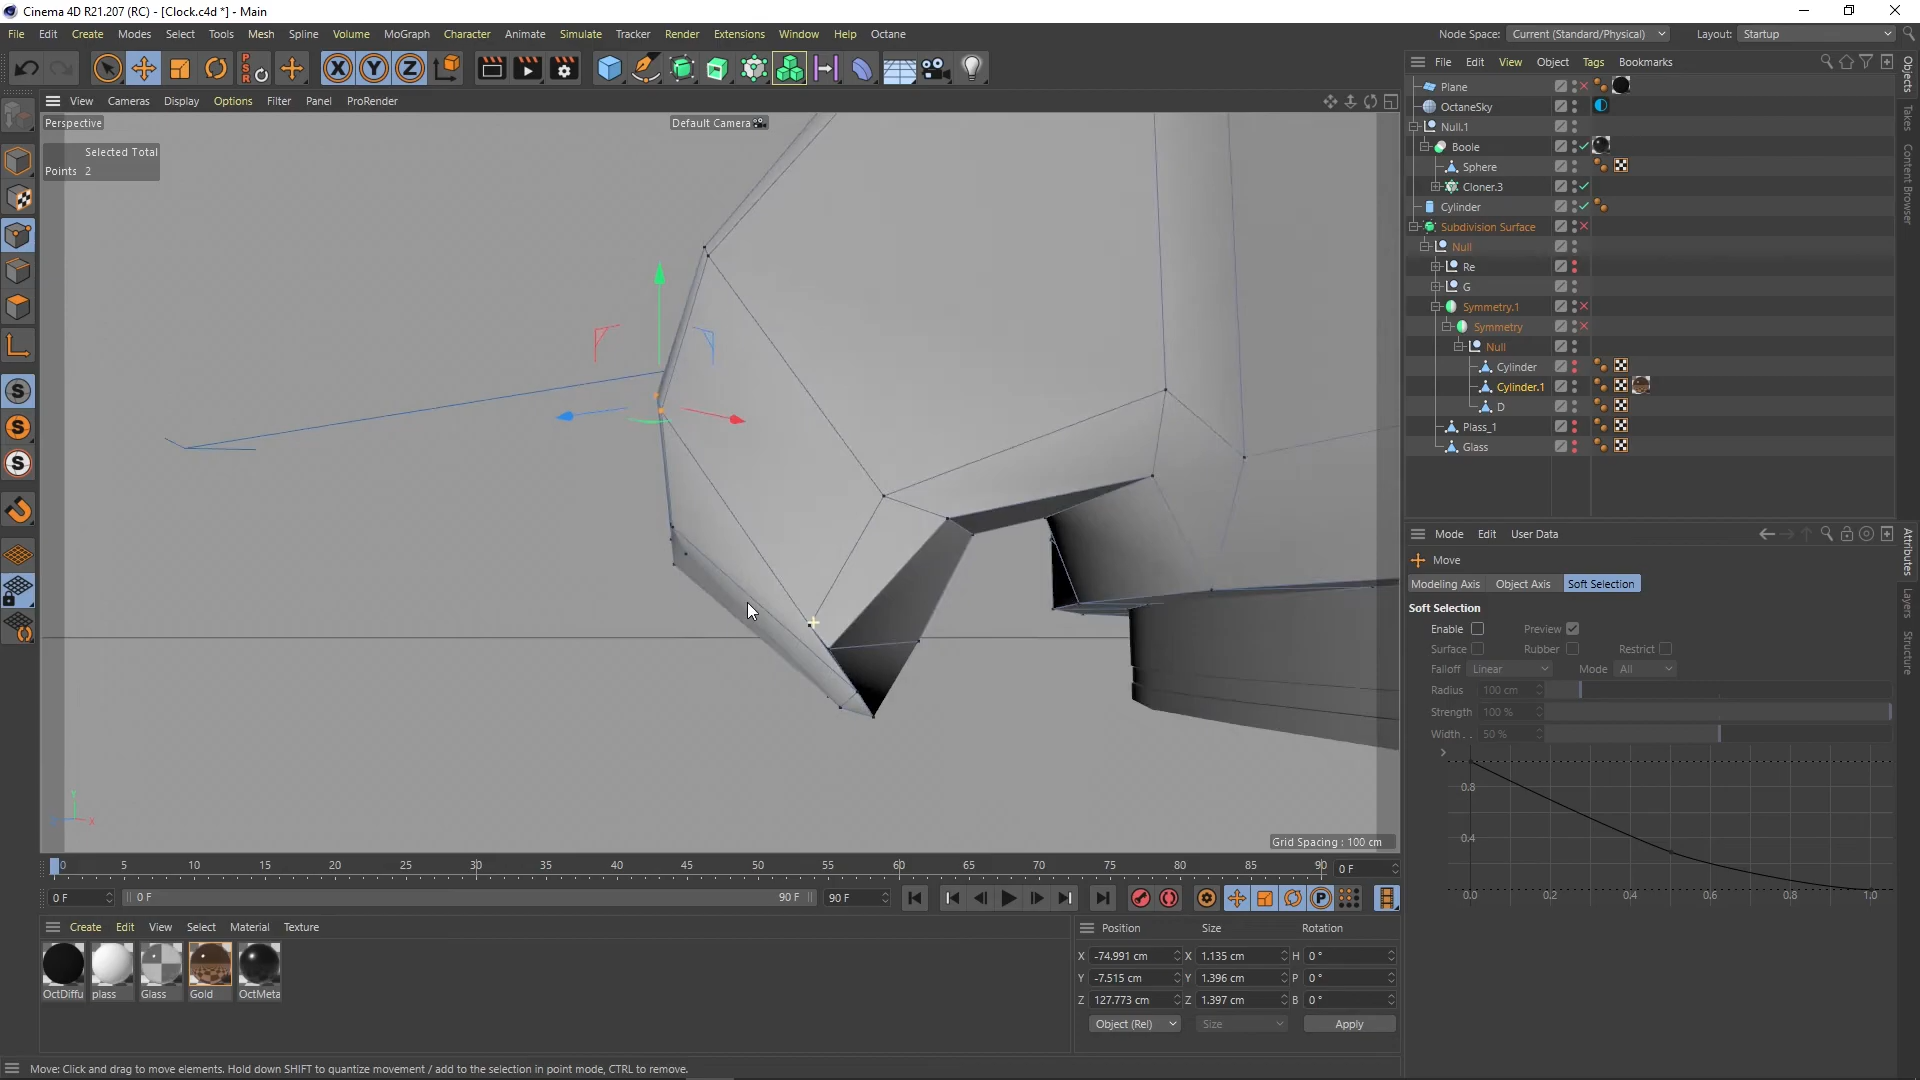 Cinema 4D R21.207 (RC) - [Clock.c4d *] - Main
File Edit Create Modes Select Tools Mesh Spline Volume MoGraph Character Animate Simulate Tracker Render Extensions Window Help Octane
Node Space: Current (Standard/Physical) Layout: Startup
View Cameras Display Options Filter Panel ProRender
Perspective
Default Camera
Selected Total
Points 2
Grid Spacing : 100 cm
File Edit View Object Tags Bookmarks
Plane
OctaneSky
Null.1
Boole
Sphere
Cloner.3
Cylinder
Subdivision Surface
Null
Re
G
Symmetry.1
Symmetry
Null
Cylinder
Cylinder.1
D
Plass_1
Glass
Objects
Takes
Content Browser
Mode Edit User Data
Move
Modeling Axis Object Axis Soft Selection
Soft Selection
Enable Preview
Surface Rubber Restrict
Falloff Linear Mode All
Radius 100 cm
Strength 100 %
Width . . 50 %
0.8
0.4
0.0 0.2 0.4 0.6 0.8 1.0
Attributes
Layers
Structure
0 5 10 15 20 25 30 35 40 45 50 55 60 65 70 75 80 85 90 0 F
0 F 0 F 90 F 90 F
Create Edit View Select Material Texture
OctDiffu plass Glass Gold OctMeta
Position Size Rotation
X -74.991 cm X 1.135 cm H 0 °
Y -7.515 cm Y 1.396 cm P 0 °
Z 127.773 cm Z 1.397 cm B 0 °
Object (Rel) Size Apply
Move: Click and drag to move elements. Hold down SHIFT to quantize movement / add to the selection in point mode, CTRL to remove.